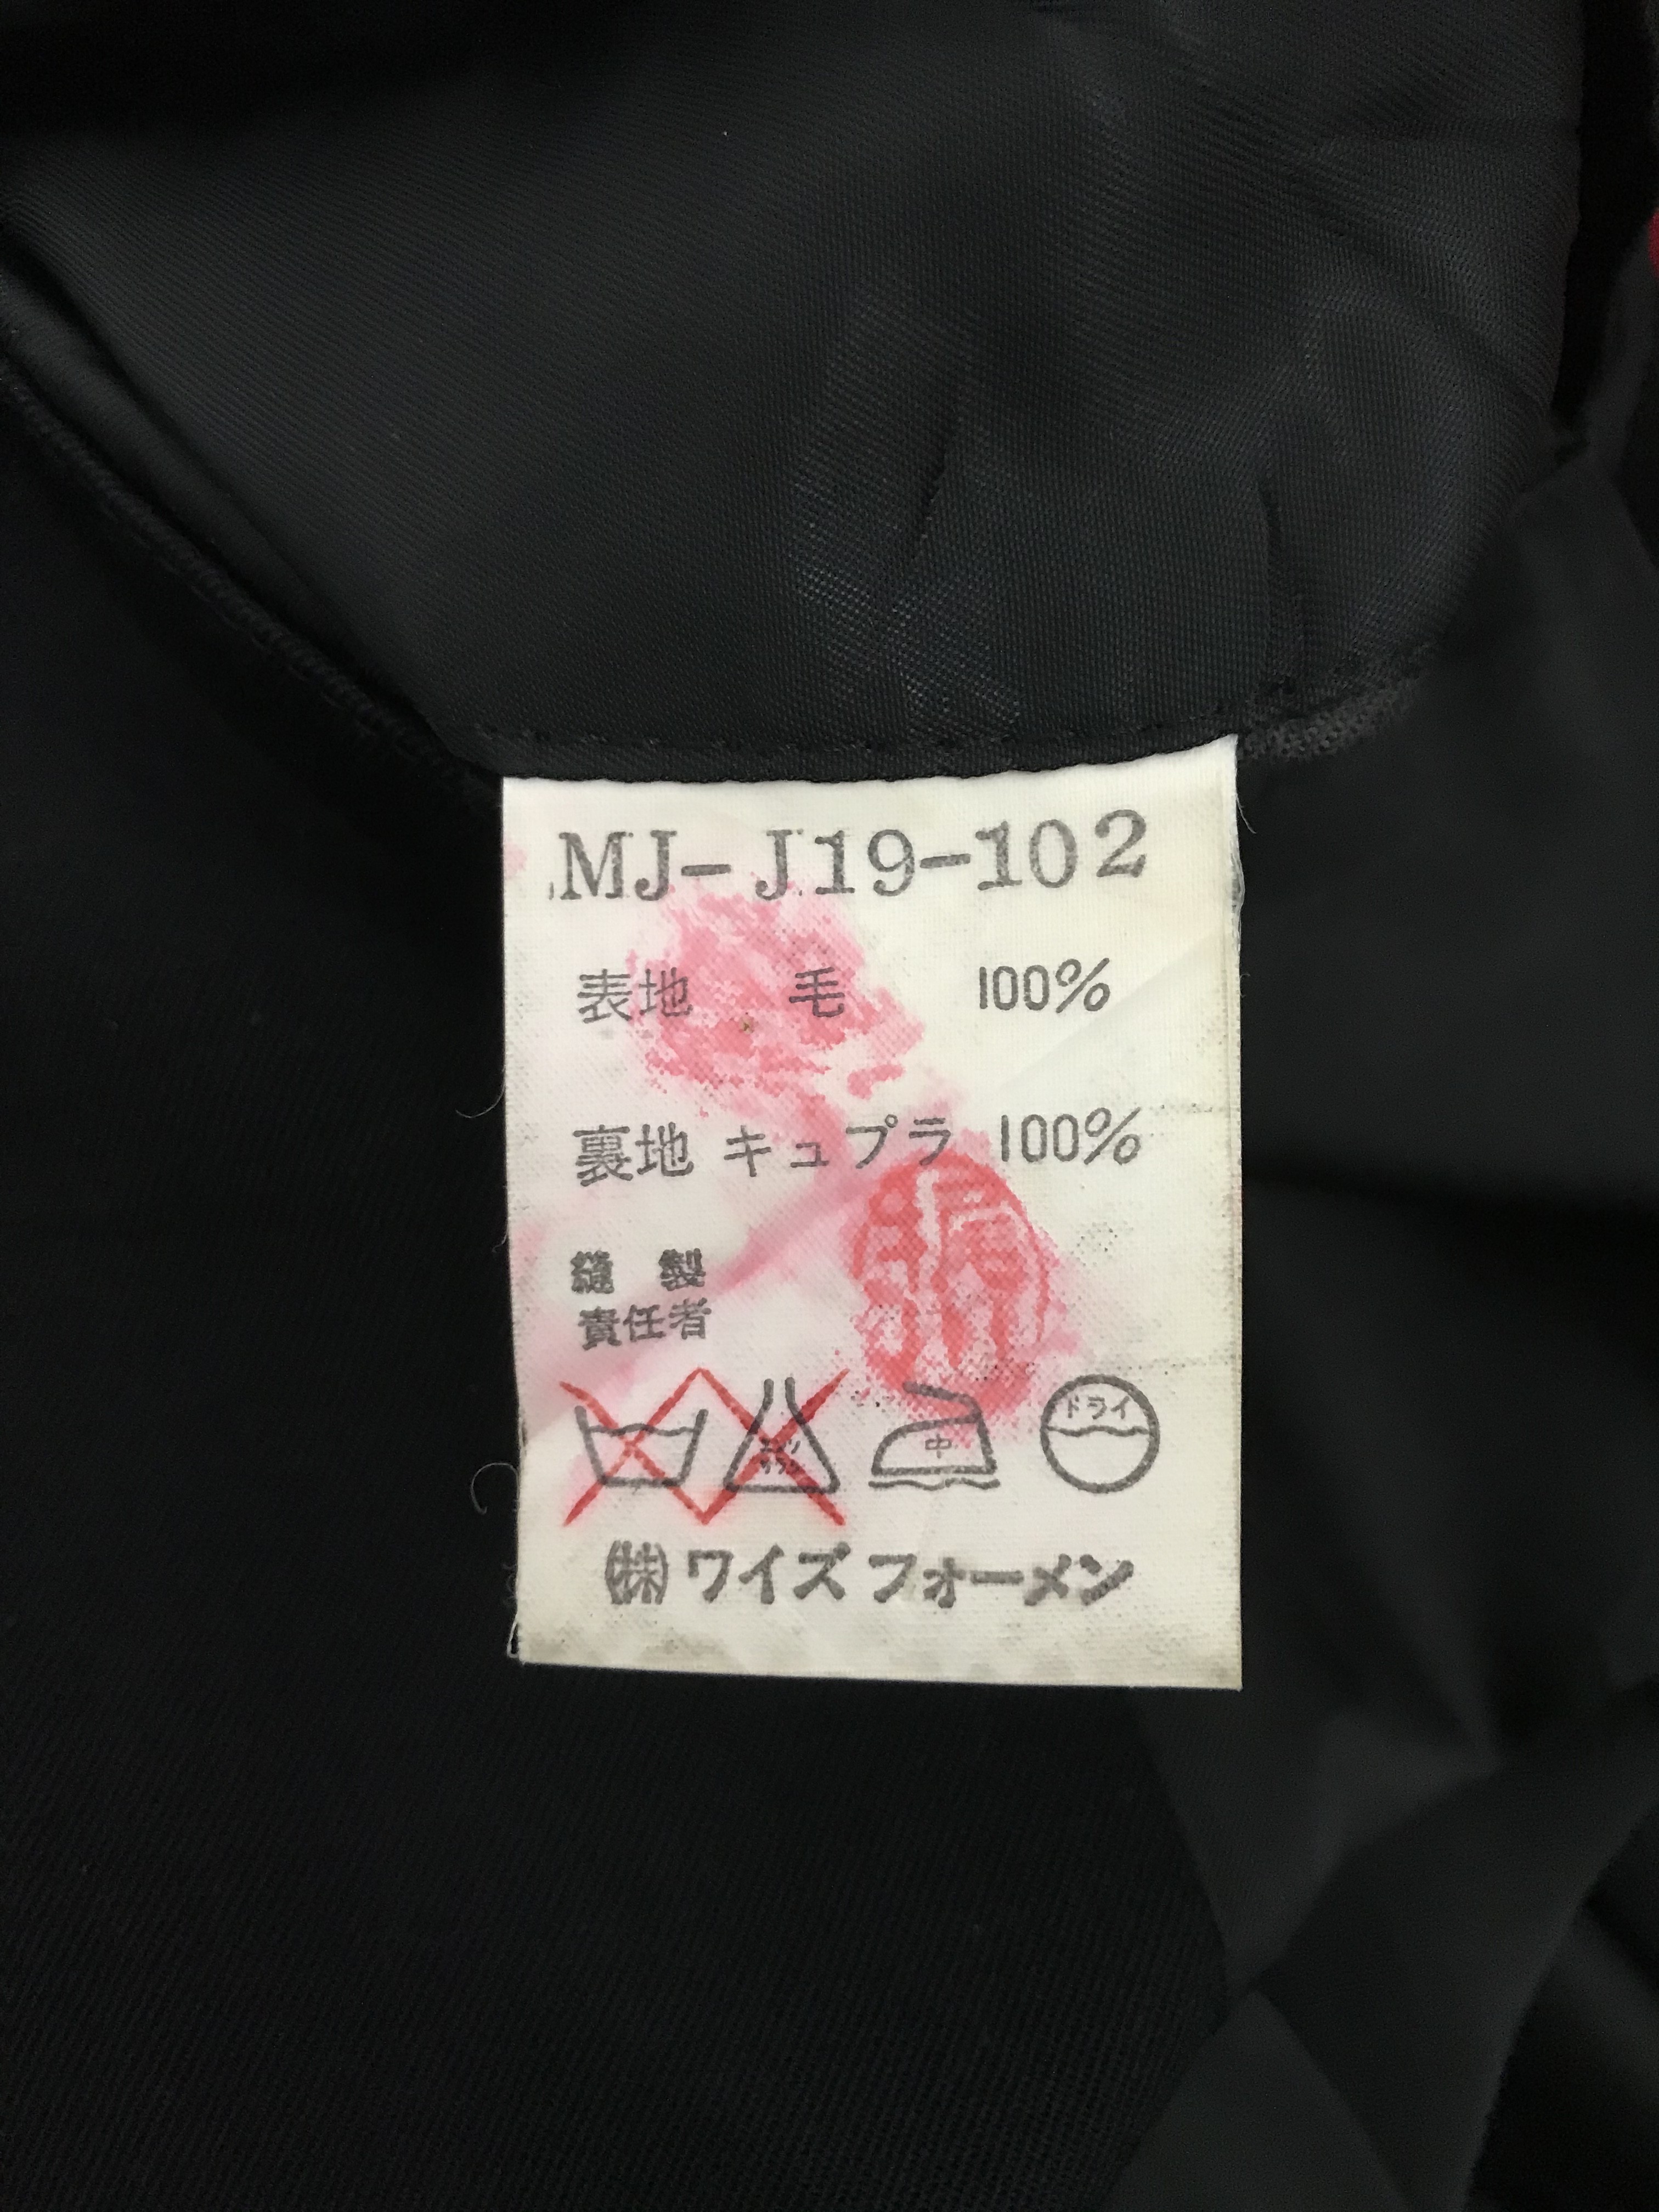 MJ-J19-102
表地 毛 100%
裏地 キュプラ 100%
縫製
責任者
中 ドライ
㈱ワイズフォーメン